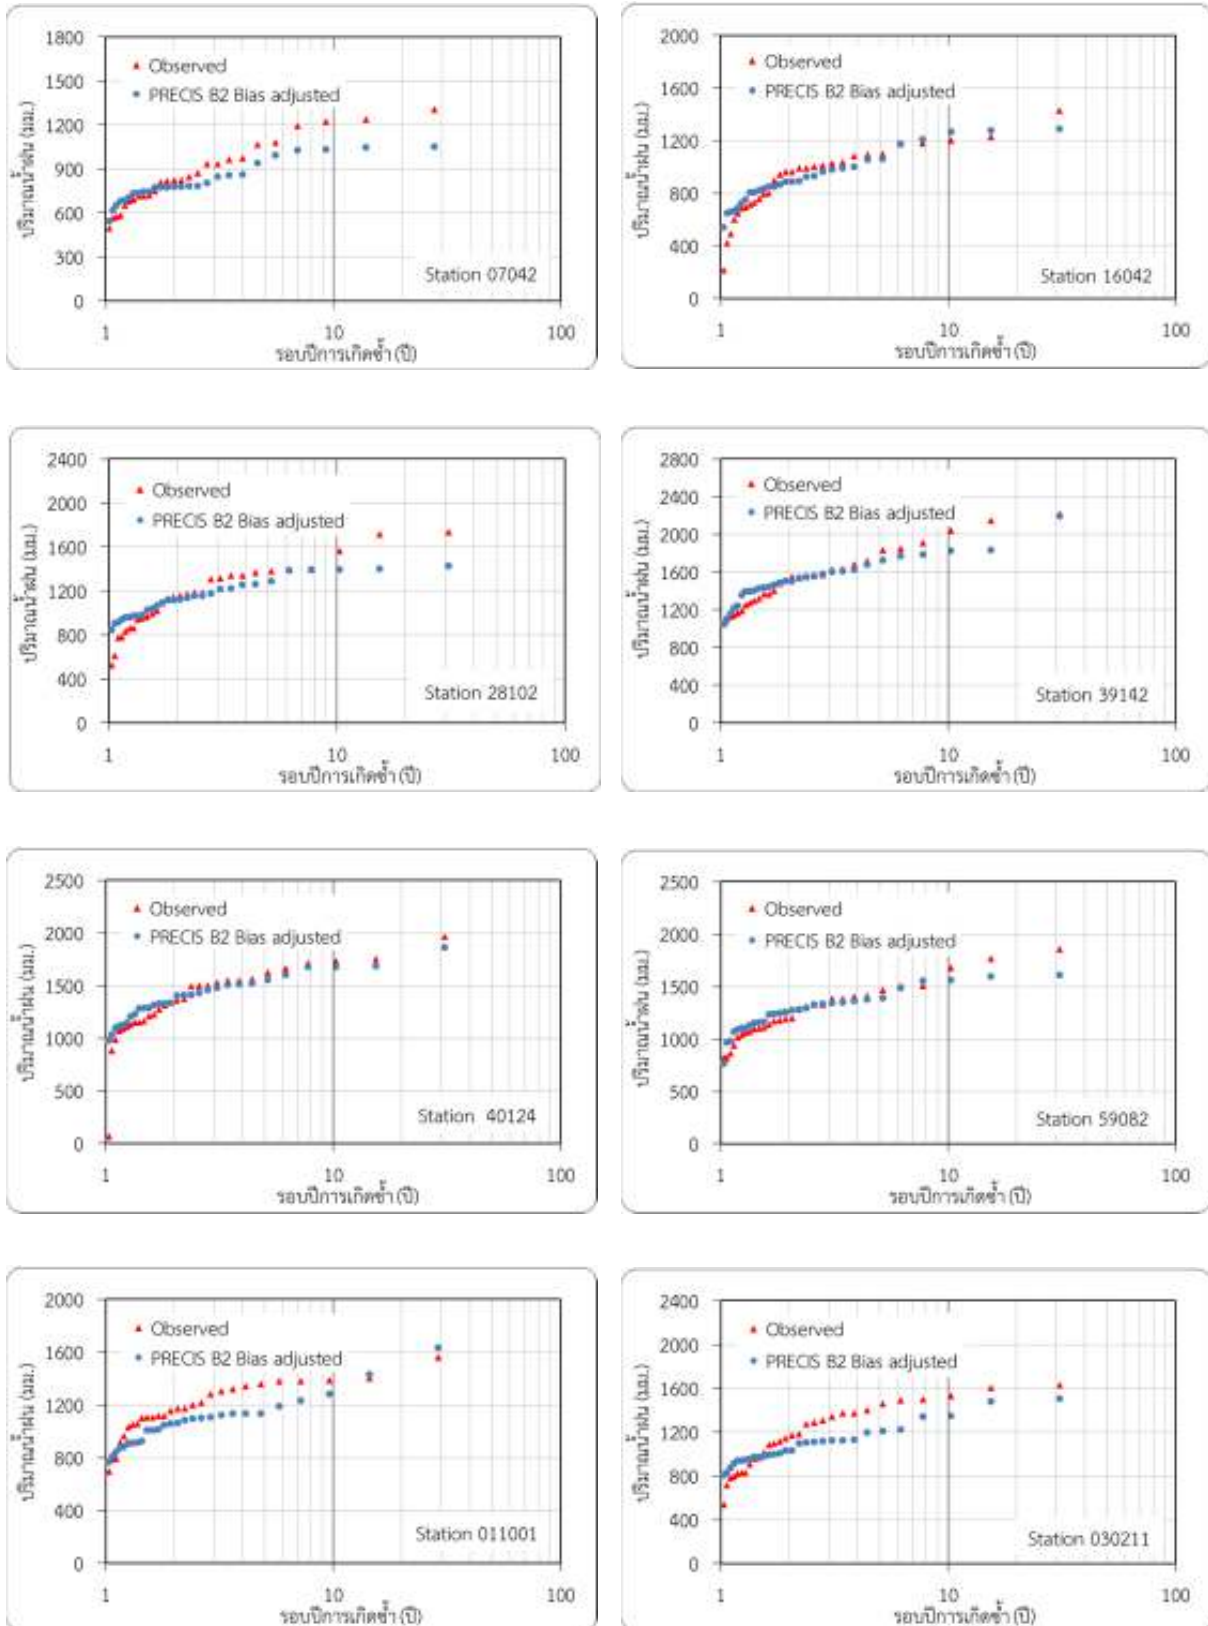 1800
1500
1200
900
600
300
0
ปริมาณน้ำฝน (มม.)
Observed
PRECIS B2 Bias adjusted
Station 07042
1 10 100
รอบปีการเกิดซ้ำ (ปี)
2000
1600
1200
800
400
0
ปริมาณน้ำฝน (มม.)
Observed
PRECIS B2 Bias adjusted
Station 16042
1 10 100
รอบปีการเกิดซ้ำ (ปี)
2400
2000
1600
1200
800
400
0
ปริมาณน้ำฝน (มม.)
Observed
PRECIS B2 Bias adjusted
Station 28102
1 10 100
รอบปีการเกิดซ้ำ (ปี)
2800
2400
2000
1600
1200
800
400
0
ปริมาณน้ำฝน (มม.)
Observed
PRECIS B2 Bias adjusted
Station 39142
1 10 100
รอบปีการเกิดซ้ำ (ปี)
2500
2000
1500
1000
500
0
ปริมาณน้ำฝน (มม.)
Observed
PRECIS B2 Bias adjusted
Station 40124
1 10 100
รอบปีการเกิดซ้ำ (ปี)
2500
2000
1500
1000
500
0
ปริมาณน้ำฝน (มม.)
Observed
PRECIS B2 Bias adjusted
Station 59082
1 10 100
รอบปีการเกิดซ้ำ (ปี)
2000
1600
1200
800
400
0
ปริมาณน้ำฝน (มม.)
Observed
PRECIS B2 Bias adjusted
Station 011001
1 10 100
รอบปีการเกิดซ้ำ (ปี)
2400
2000
1600
1200
800
400
0
ปริมาณน้ำฝน (มม.)
Observed
PRECIS B2 Bias adjusted
Station 030211
1 10 100
รอบปีการเกิดซ้ำ (ปี)